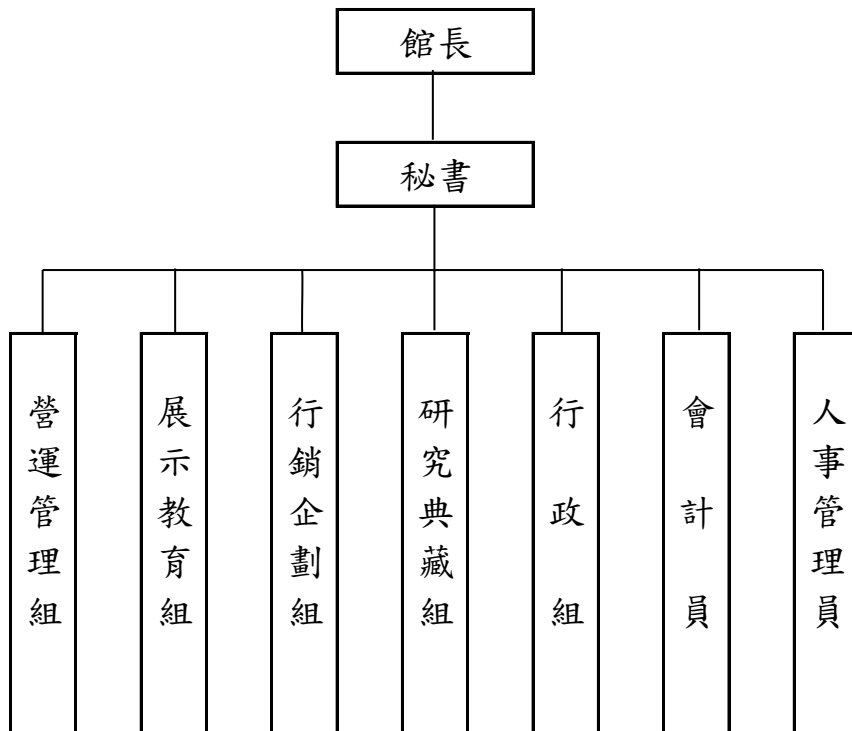 館長
秘書
營運管理組
展示教育組
行銷企劃組
研究典藏組
行政組
會計員
人事管理員